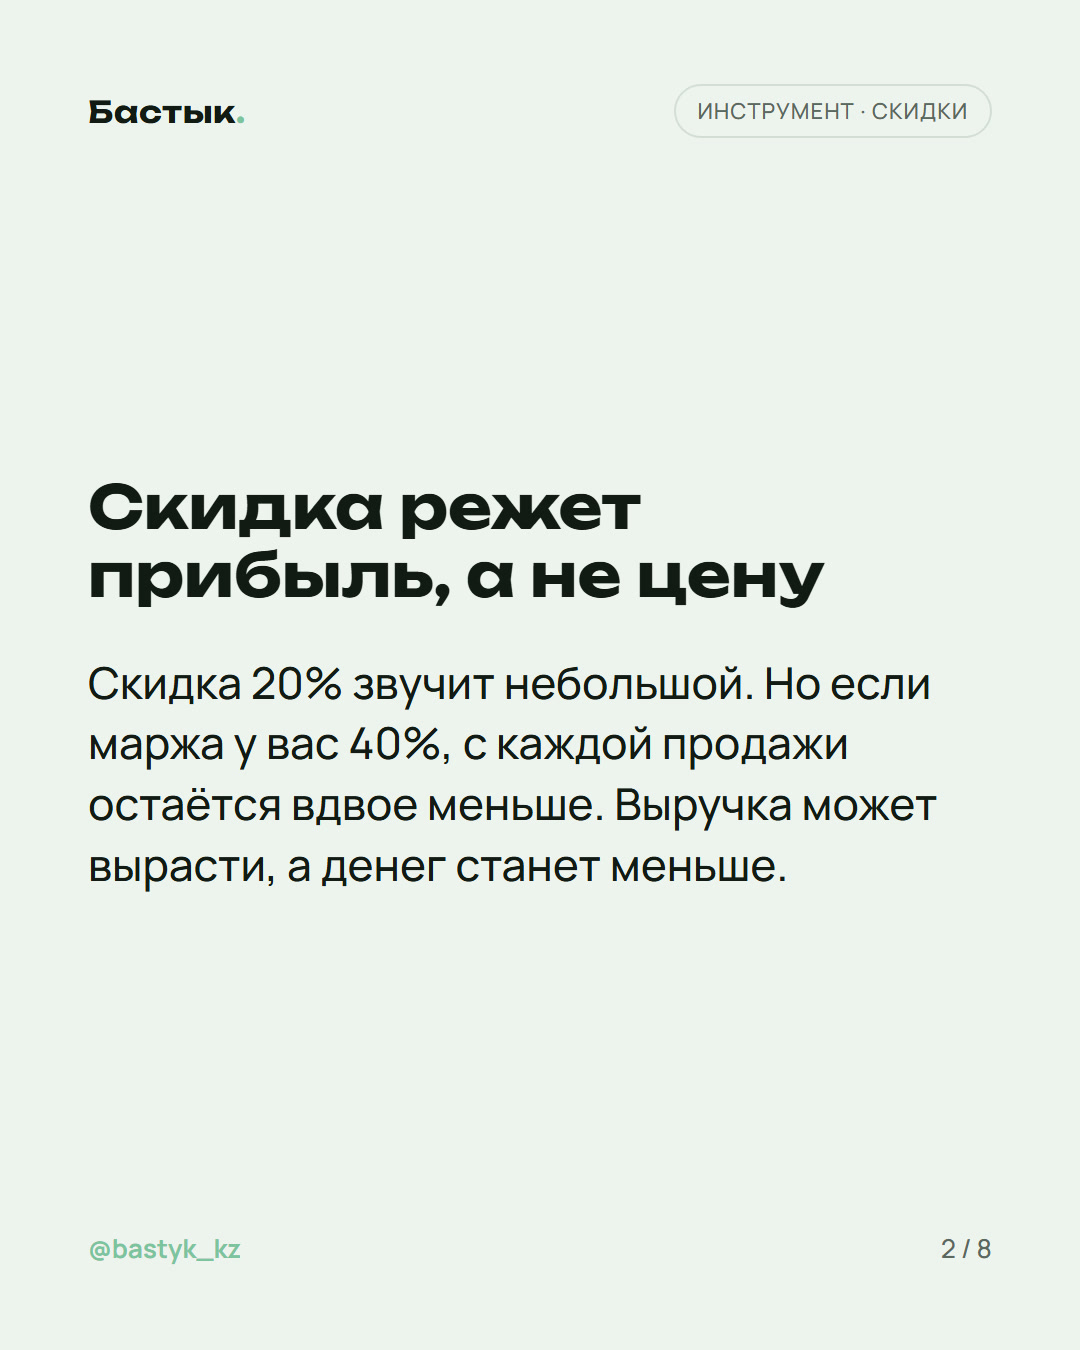 Бастык.
ИНСТРУМЕНТ · СКИДКИ
Скидка режет
прибыль, а не цену
Скидка 20% звучит небольшой. Но если
маржа у вас 40%, с каждой продажи
остаётся вдвое меньше. Выручка может
вырасти, а денег станет меньше.
@bastyk_kz
2 / 8